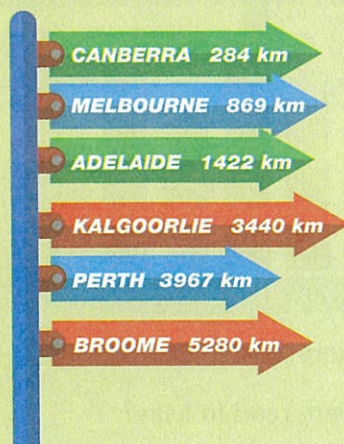 CANBERRA 284 km
MELBOURNE 869 km
ADELAIDE 1422 km
KALGOORLIE 3440 km
PERTH 3967 km
BROOME 5280 km